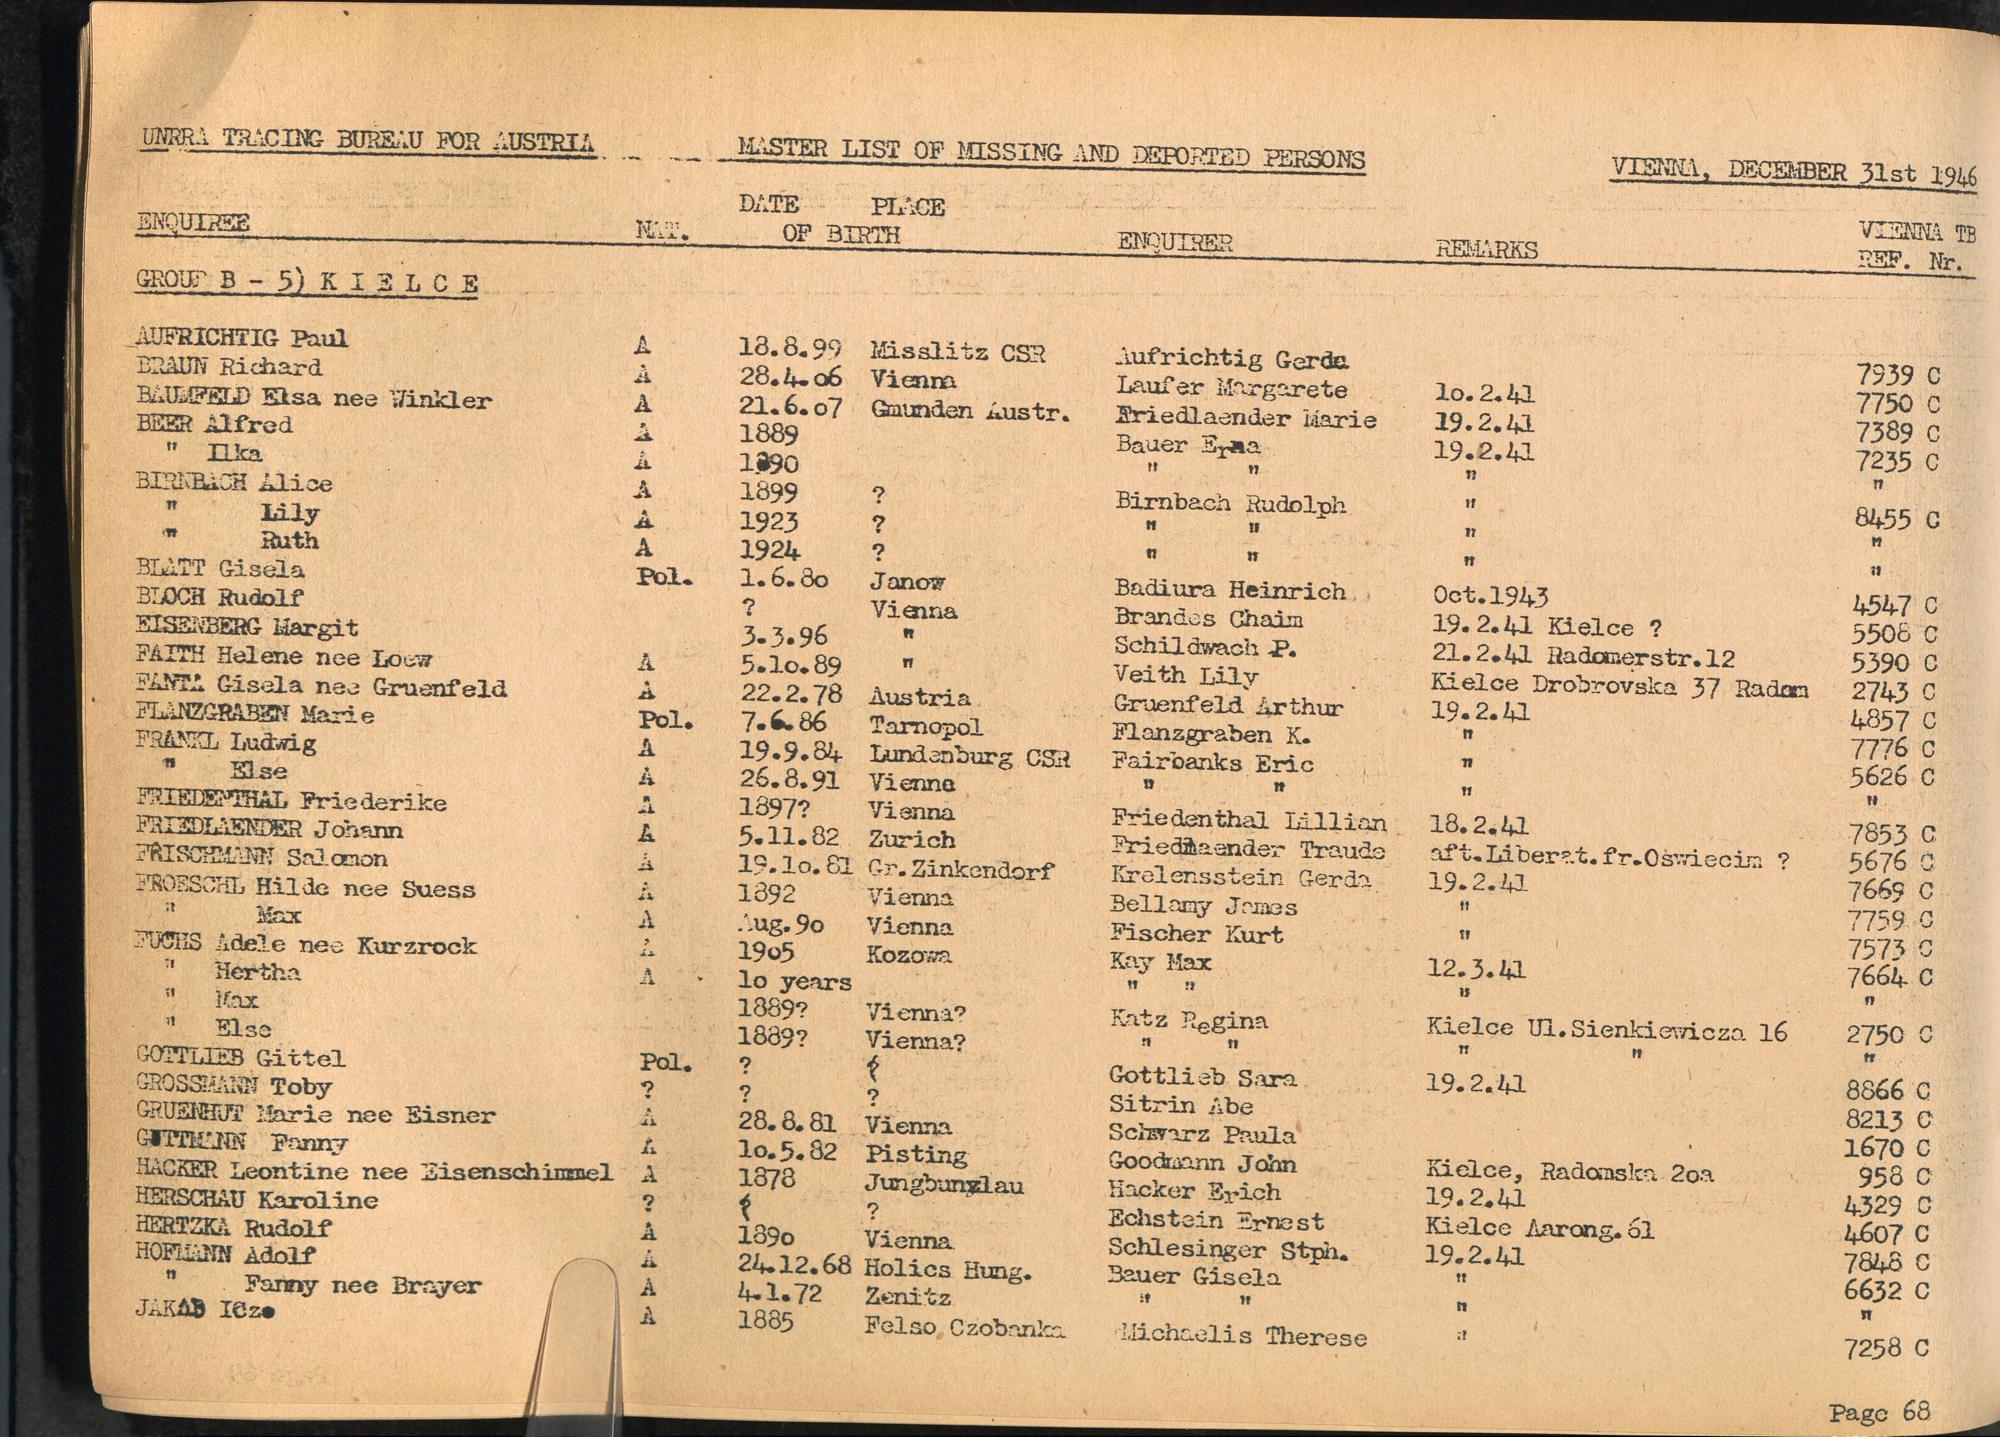 UNRRA TRACING BUREAU FOR AUSTRIA MASTER LIST OF MISSING AND DEPORTED PERSONS VIENNA, DECEMBER 31st 1946
DATE PLACE
ENQUIREE NAT. OF BIRTH ENQUIRER REMARKS VIENNA TB REF. Nr.
GROUP B - 5) K I E L C E
AUFRICHTIG Paul A 18.8.99 Misslitz CSR Aufrichtig Gerda 7939 C
BRAUN Richard A 28.4.06 Vienna Laufer Margarete 10.2.41 7750 C
BAUMFELD Elsa nee Winkler A 21.6.07 Gmunden Austr. Friedlaender Marie 19.2.41 7389 C
BEER Alfred A 1889 Bauer Erna 19.2.41 7235 C
" Ilka A 1890 " " " "
BIRNBACH Alice A 1899 ? Birnbach Rudolph " 8455 C
" Lily A 1923 ? " " " "
" Ruth A 1924 ? " " " "
BLATT Gisela Pol. 1.6.80 Janow Badiura Heinrich Oct.1943 4547 C
BLOCH Rudolf ? Vienna Brandes Chaim 19.2.41 Kielce ? 5508 C
EISENBERG Margit 3.3.96 " Schildwach P. 21.2.41 Radomerstr.12 5390 C
FAITH Helene nee Loew A 5.10.89 " Veith Lily Kielce Drobrovska 37 Radom 2743 C
FANTA Gisela nee Gruenfeld A 22.2.78 Austria Gruenfeld Arthur 19.2.41 4857 C
FLANZGRABEN Marie Pol. 7.6.86 Tarnopol Flanzgraben K. " 7776 C
FRANKL Ludwig A 19.9.84 Lundenburg CSR Fairbanks Eric " 5626 C
" Else A 26.8.91 Vienna " " " "
FRIEDENTHAL Friederike A 1897? Vienna Friedenthal Lillian 18.2.41 7853 C
FRIEDLAENDER Johann A 5.11.82 Zurich Friedlaender Traude aft.Liberat.fr.Oswiecim ? 5676 C
FRISCHMANN Salomon A 19.10.81 Gr.Zinkendorf Krelensstein Gerda 19.2.41 7669 C
FROESCHL Hilde nee Suess A 1892 Vienna Bellamy James " 7759 C
" Max A Aug.90 Vienna Fischer Kurt " 7573 C
FUCHS Adele nee Kurzrock A 1905 Kozowa Kay Max 12.3.41 7664 C
" Hertha A 10 years " " " "
" Max 1889? Vienna? Katz Regina Kielce Ul.Sienkiewicza 16 2750 C
" Else 1889? Vienna? " " " " "
GOTTLIEB Gittel Pol. ? ? Gottlieb Sara 19.2.41 8866 C
GROSSMANN Toby ? ? ? Sitrin Abe 8213 C
GRUENHUT Marie nee Eisner A 28.8.81 Vienna Schwarz Paula 1670 C
GUTTMANN Fanny A 10.5.82 Pisting Goodmann John Kielce, Radomska 20a 958 C
HACKER Leontine nee Eisenschimmel A 1878 Jungbunzlau Hacker Erich 19.2.41 4329 C
HERSCHAU Karoline ? ? ? Echstein Ernest Kielce Aarong.61 4607 C
HERTZKA Rudolf A 1890 Vienna Schlesinger Stph. 19.2.41 7848 C
HOFMANN Adolf A 24.12.68 Holics Hung. Bauer Gisela " 6632 C
" Fanny nee Brayer A 4.1.72 Zenitz " " " "
JAKAB A 1885 Felso Czobanka Michaelis Therese " 7258 C
Page 68